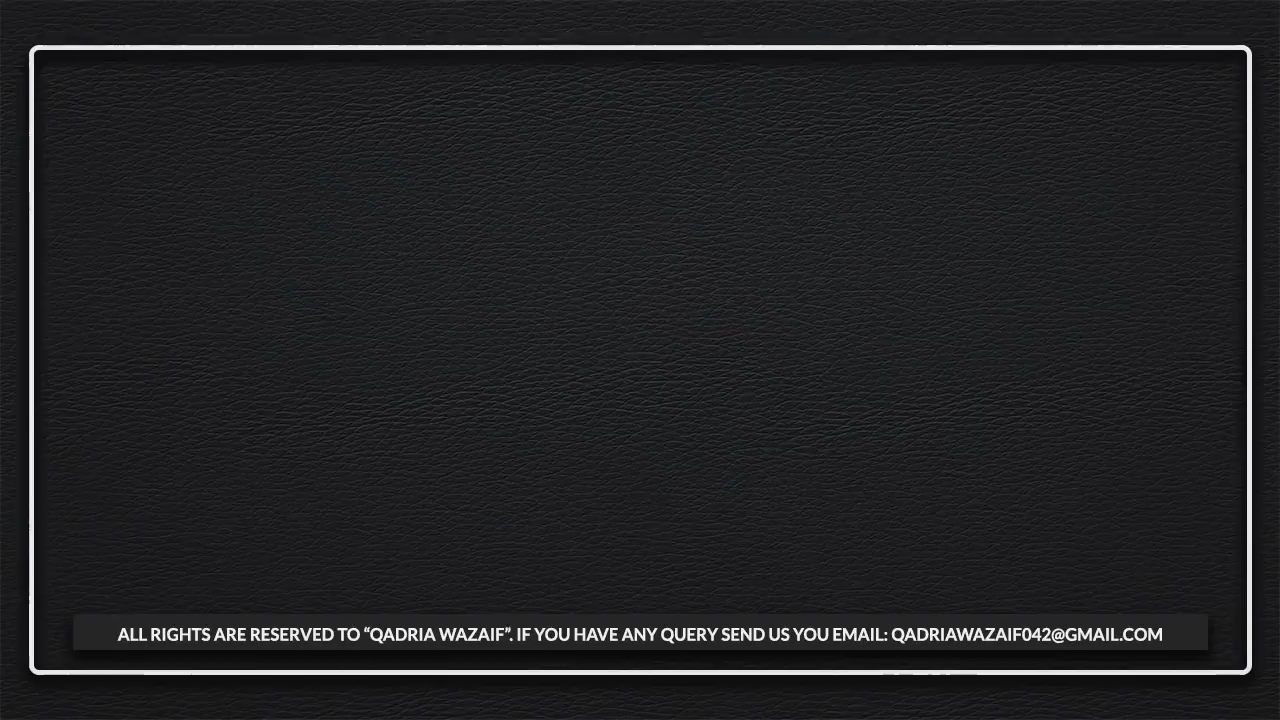 ALL RIGHTS ARE RESERVED TO “QADRIA WAZAIF”. IF YOU HAVE ANY QUERY SEND US YOU EMAIL: QADRIAWAZAIF042@GMAIL.COM